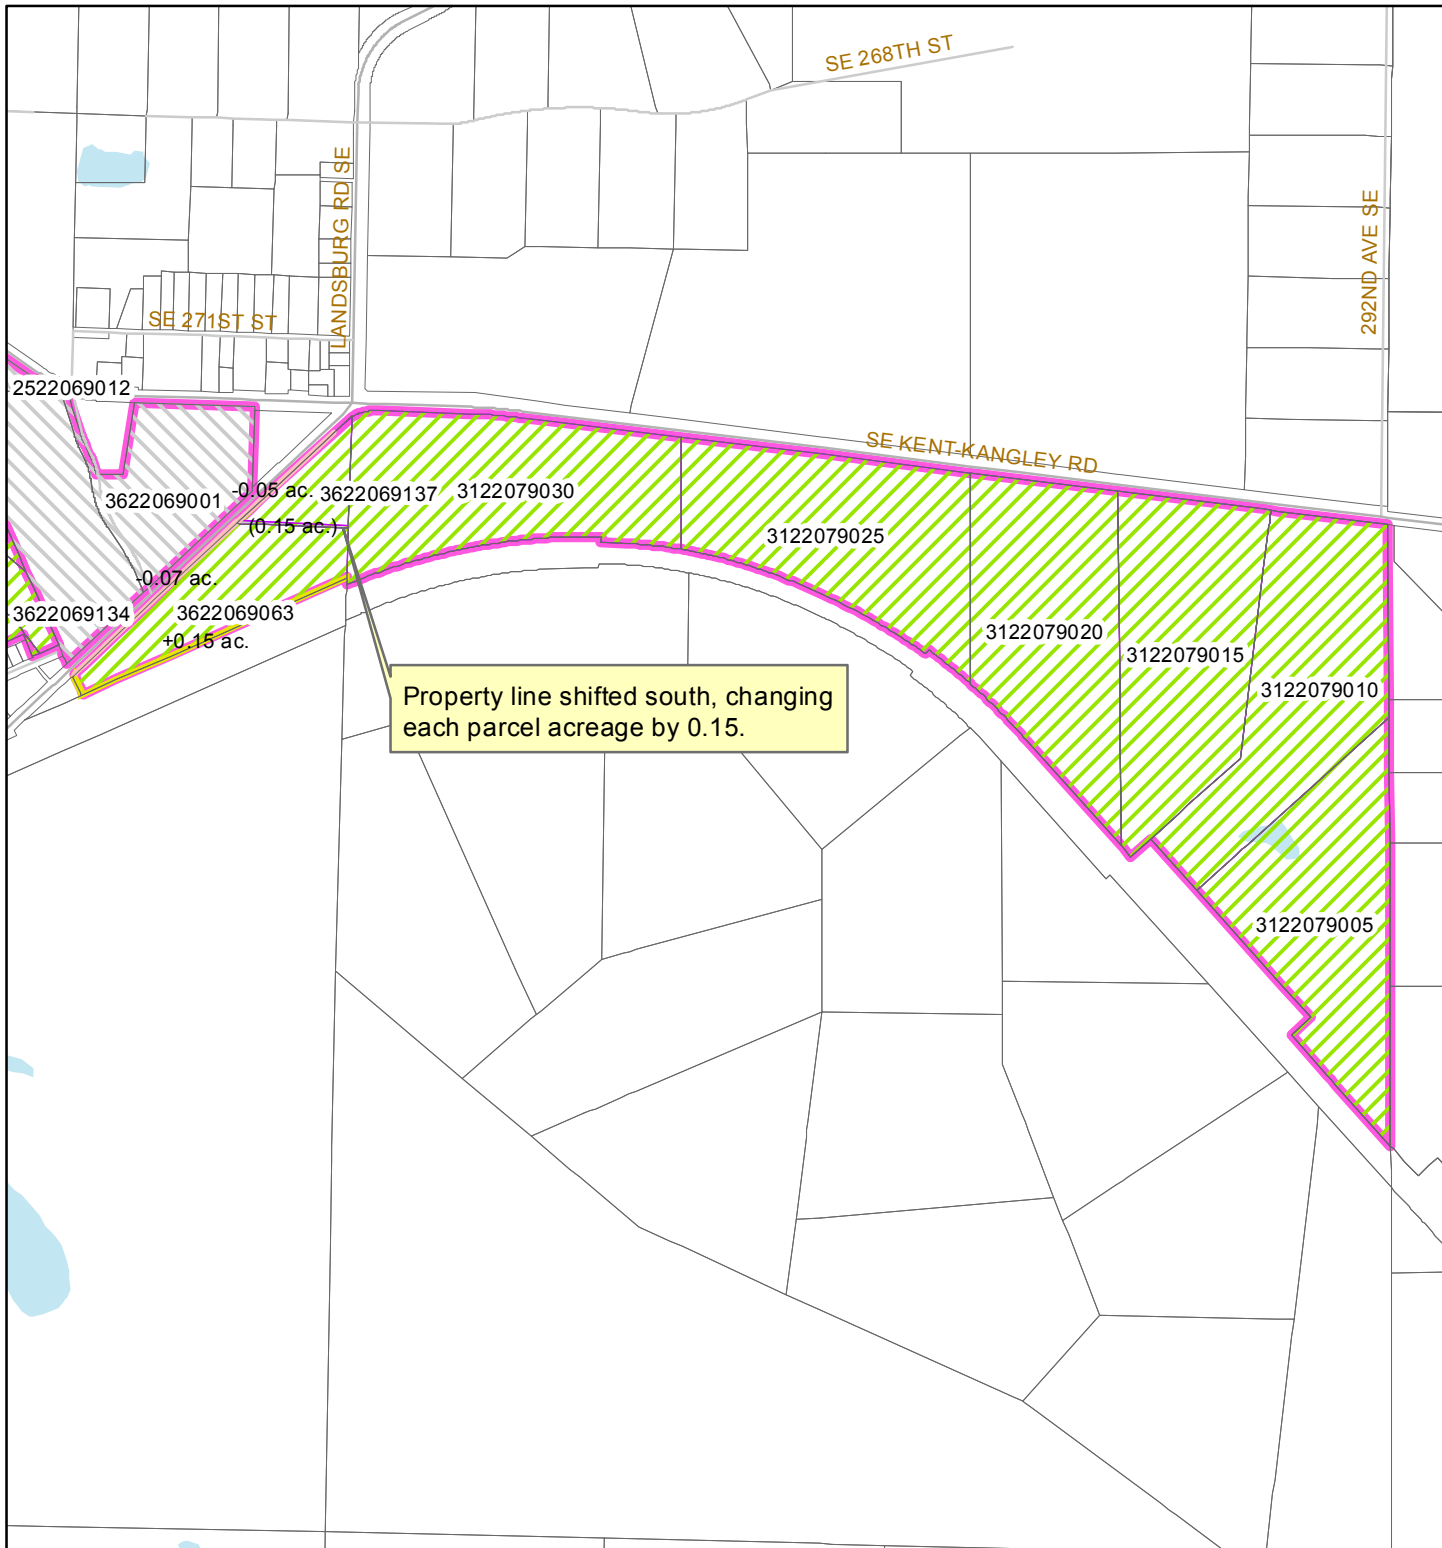 SE 268TH ST
LANDSBURG RD SE
292ND AVE SE
SE 271ST ST
2522069012
SE KENT-KANGLEY RD
3622069001
-0.05 ac.
3622069137
3122079030
(0.15 ac.)
3122079025
-0.07 ac.
3622069134
3622069063
+0.15 ac.
3122079020
3122079015
3122079010
Property line shifted south, changing
each parcel acreage by 0.15.
3122079005